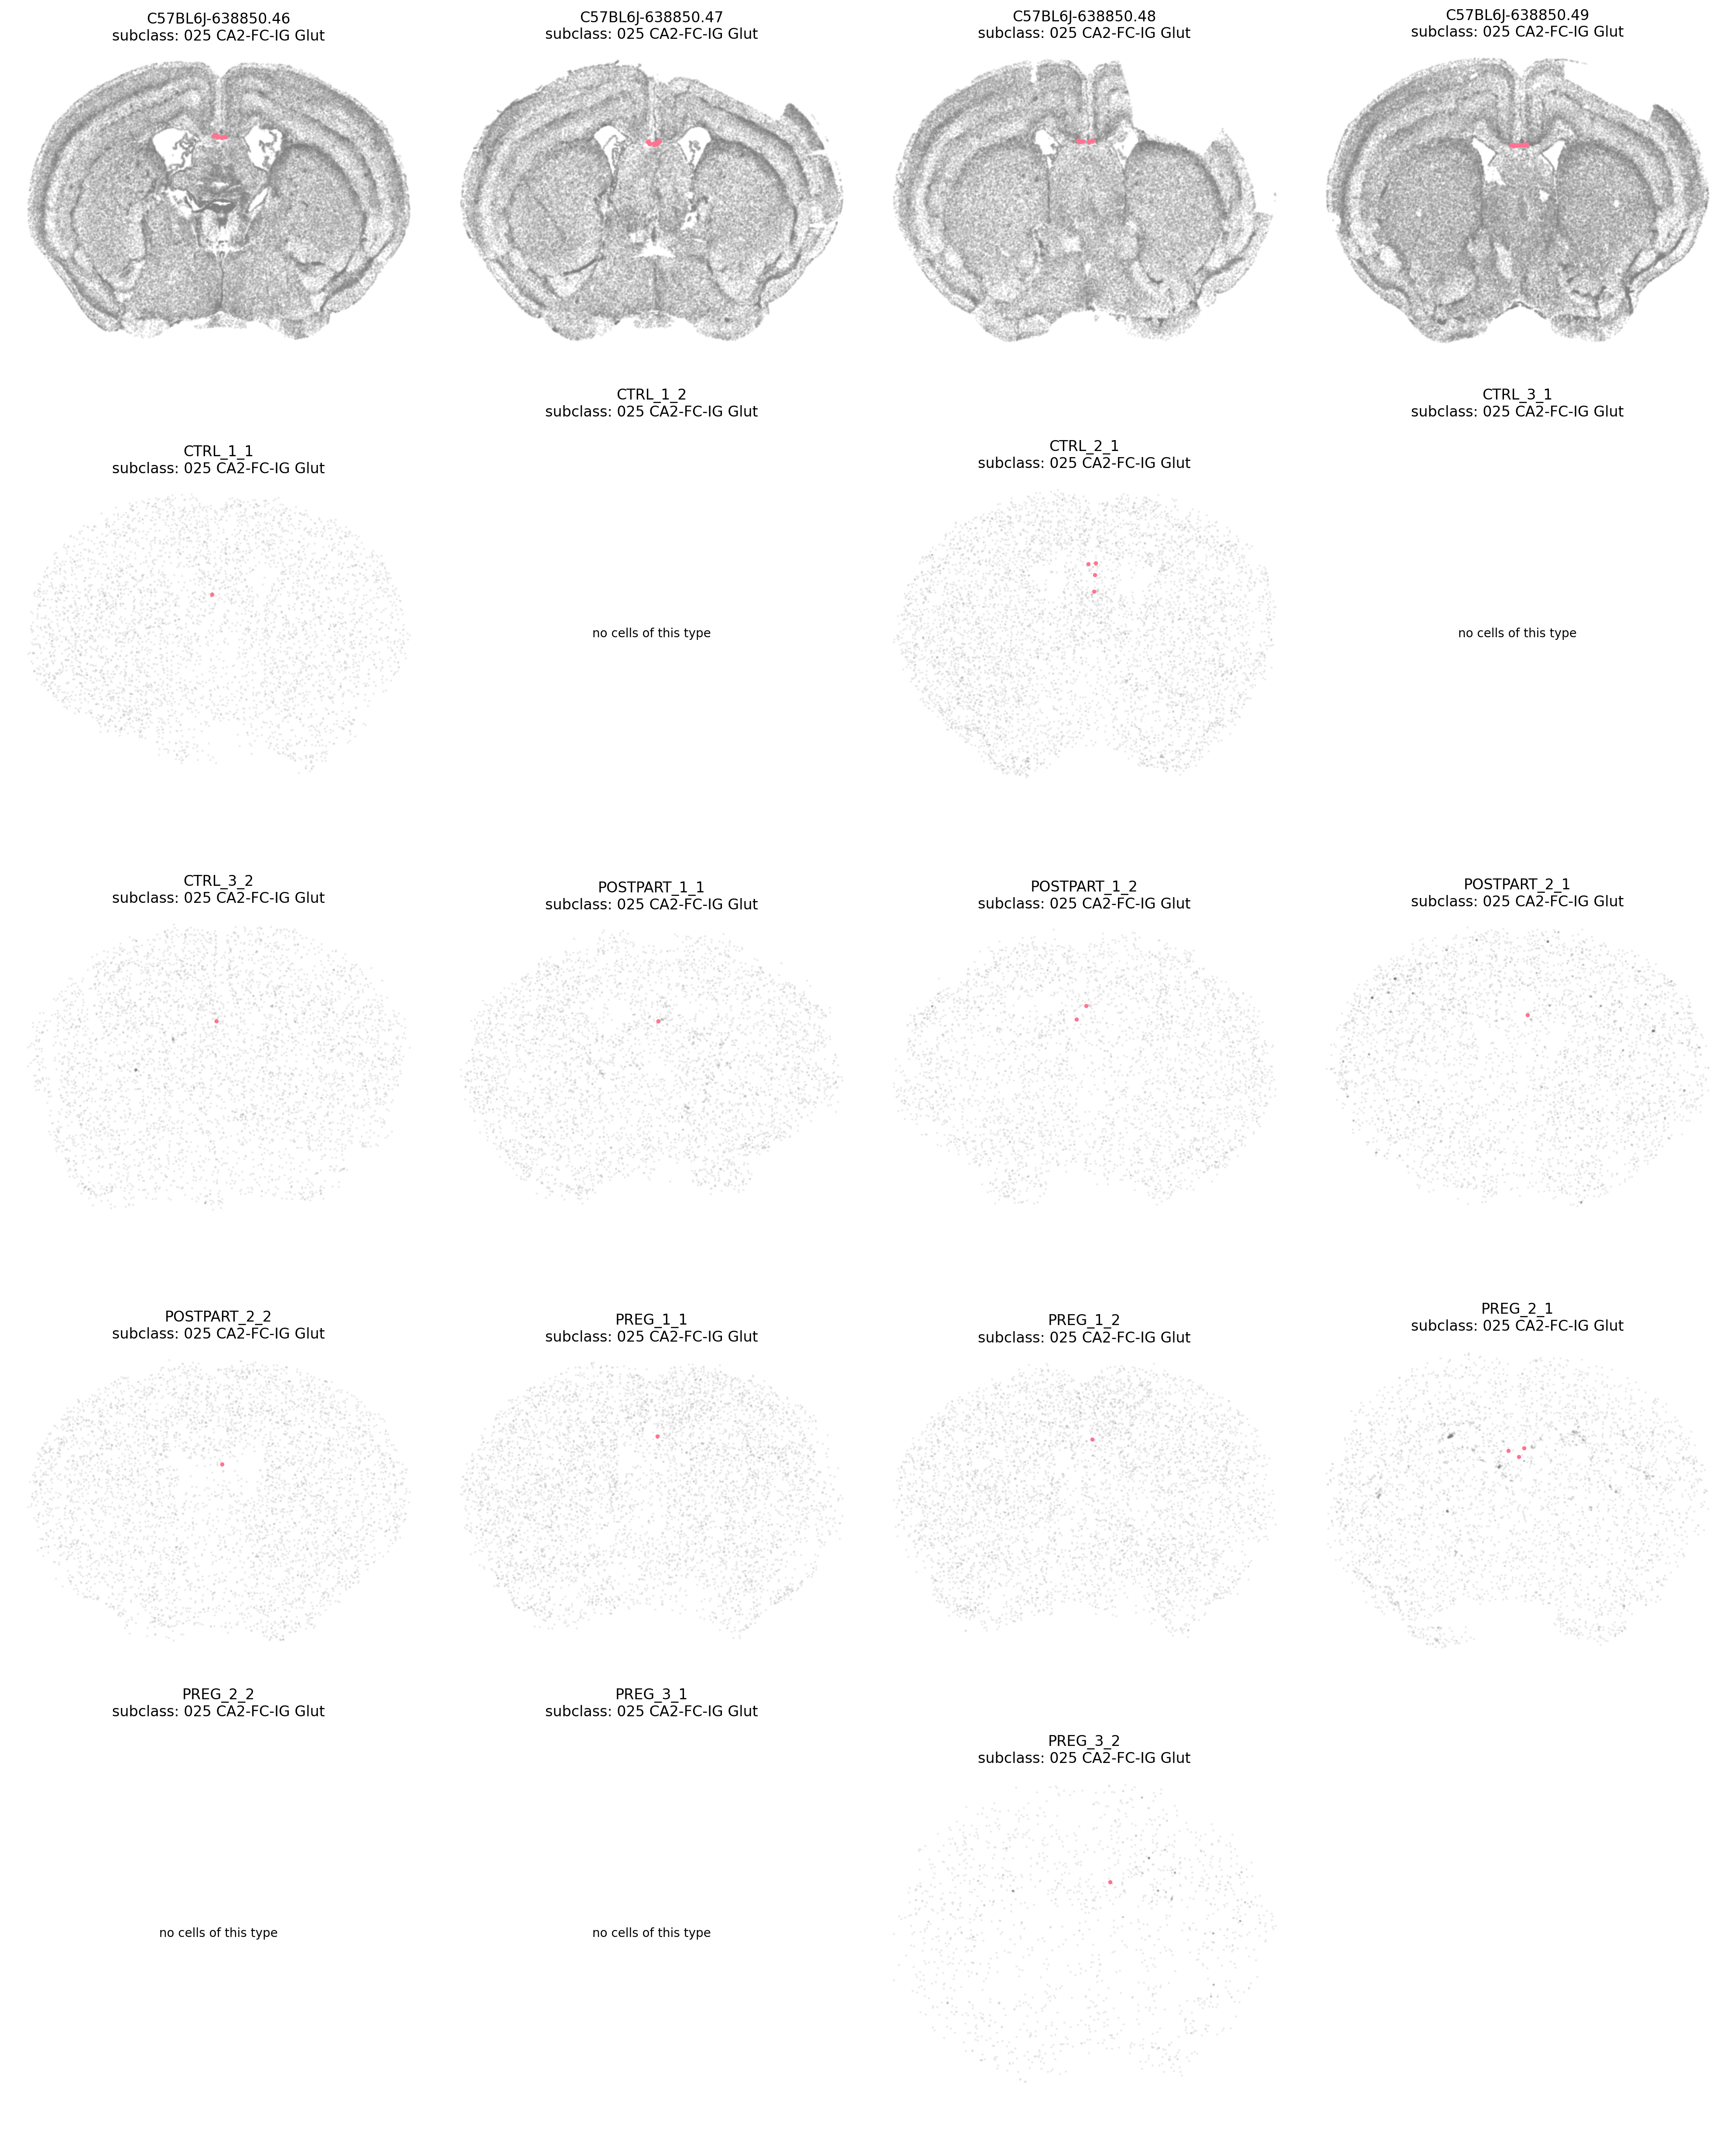 C57BL6J-638850.46
subclass: 025 CA2-FC-IG Glut
C57BL6J-638850.47
subclass: 025 CA2-FC-IG Glut
C57BL6J-638850.48
subclass: 025 CA2-FC-IG Glut
C57BL6J-638850.49
subclass: 025 CA2-FC-IG Glut
CTRL_1_1
subclass: 025 CA2-FC-IG Glut
CTRL_1_2
subclass: 025 CA2-FC-IG Glut
no cells of this type
CTRL_2_1
subclass: 025 CA2-FC-IG Glut
CTRL_3_1
subclass: 025 CA2-FC-IG Glut
no cells of this type
CTRL_3_2
subclass: 025 CA2-FC-IG Glut
POSTPART_1_1
subclass: 025 CA2-FC-IG Glut
POSTPART_1_2
subclass: 025 CA2-FC-IG Glut
POSTPART_2_1
subclass: 025 CA2-FC-IG Glut
POSTPART_2_2
subclass: 025 CA2-FC-IG Glut
PREG_1_1
subclass: 025 CA2-FC-IG Glut
PREG_1_2
subclass: 025 CA2-FC-IG Glut
PREG_2_1
subclass: 025 CA2-FC-IG Glut
PREG_2_2
subclass: 025 CA2-FC-IG Glut
no cells of this type
PREG_3_1
subclass: 025 CA2-FC-IG Glut
no cells of this type
PREG_3_2
subclass: 025 CA2-FC-IG Glut